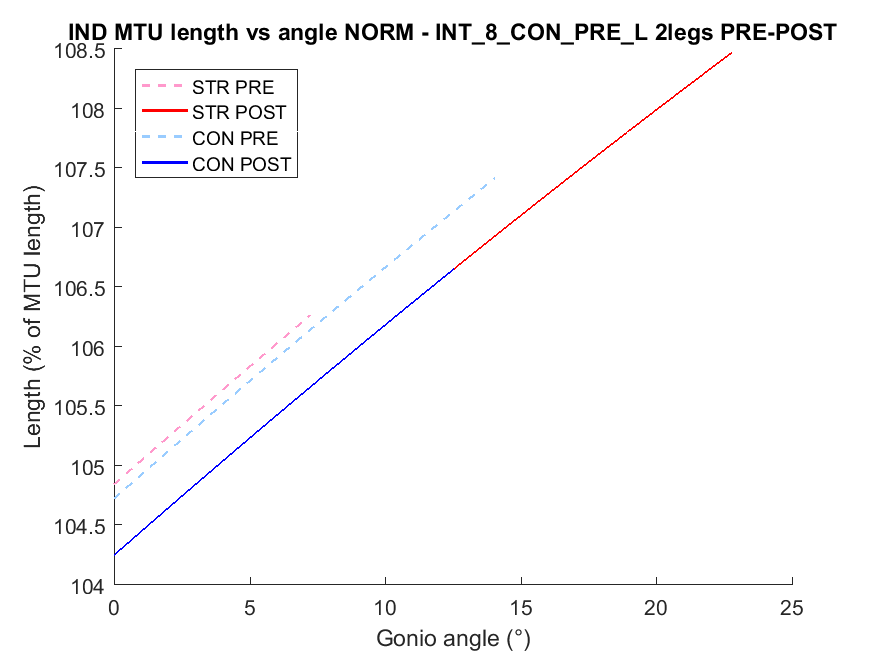 IND MTU length vs angle NORM - INT_8_CON_PRE_L 2legs PRE-POST
108.5
108
107.5
107
106.5
106
105.5
105
104.5
104
Length (% of MTU length)
STR PRE
STR POST
CON PRE
CON POST
0 5 10 15 20 25
Gonio angle (°)